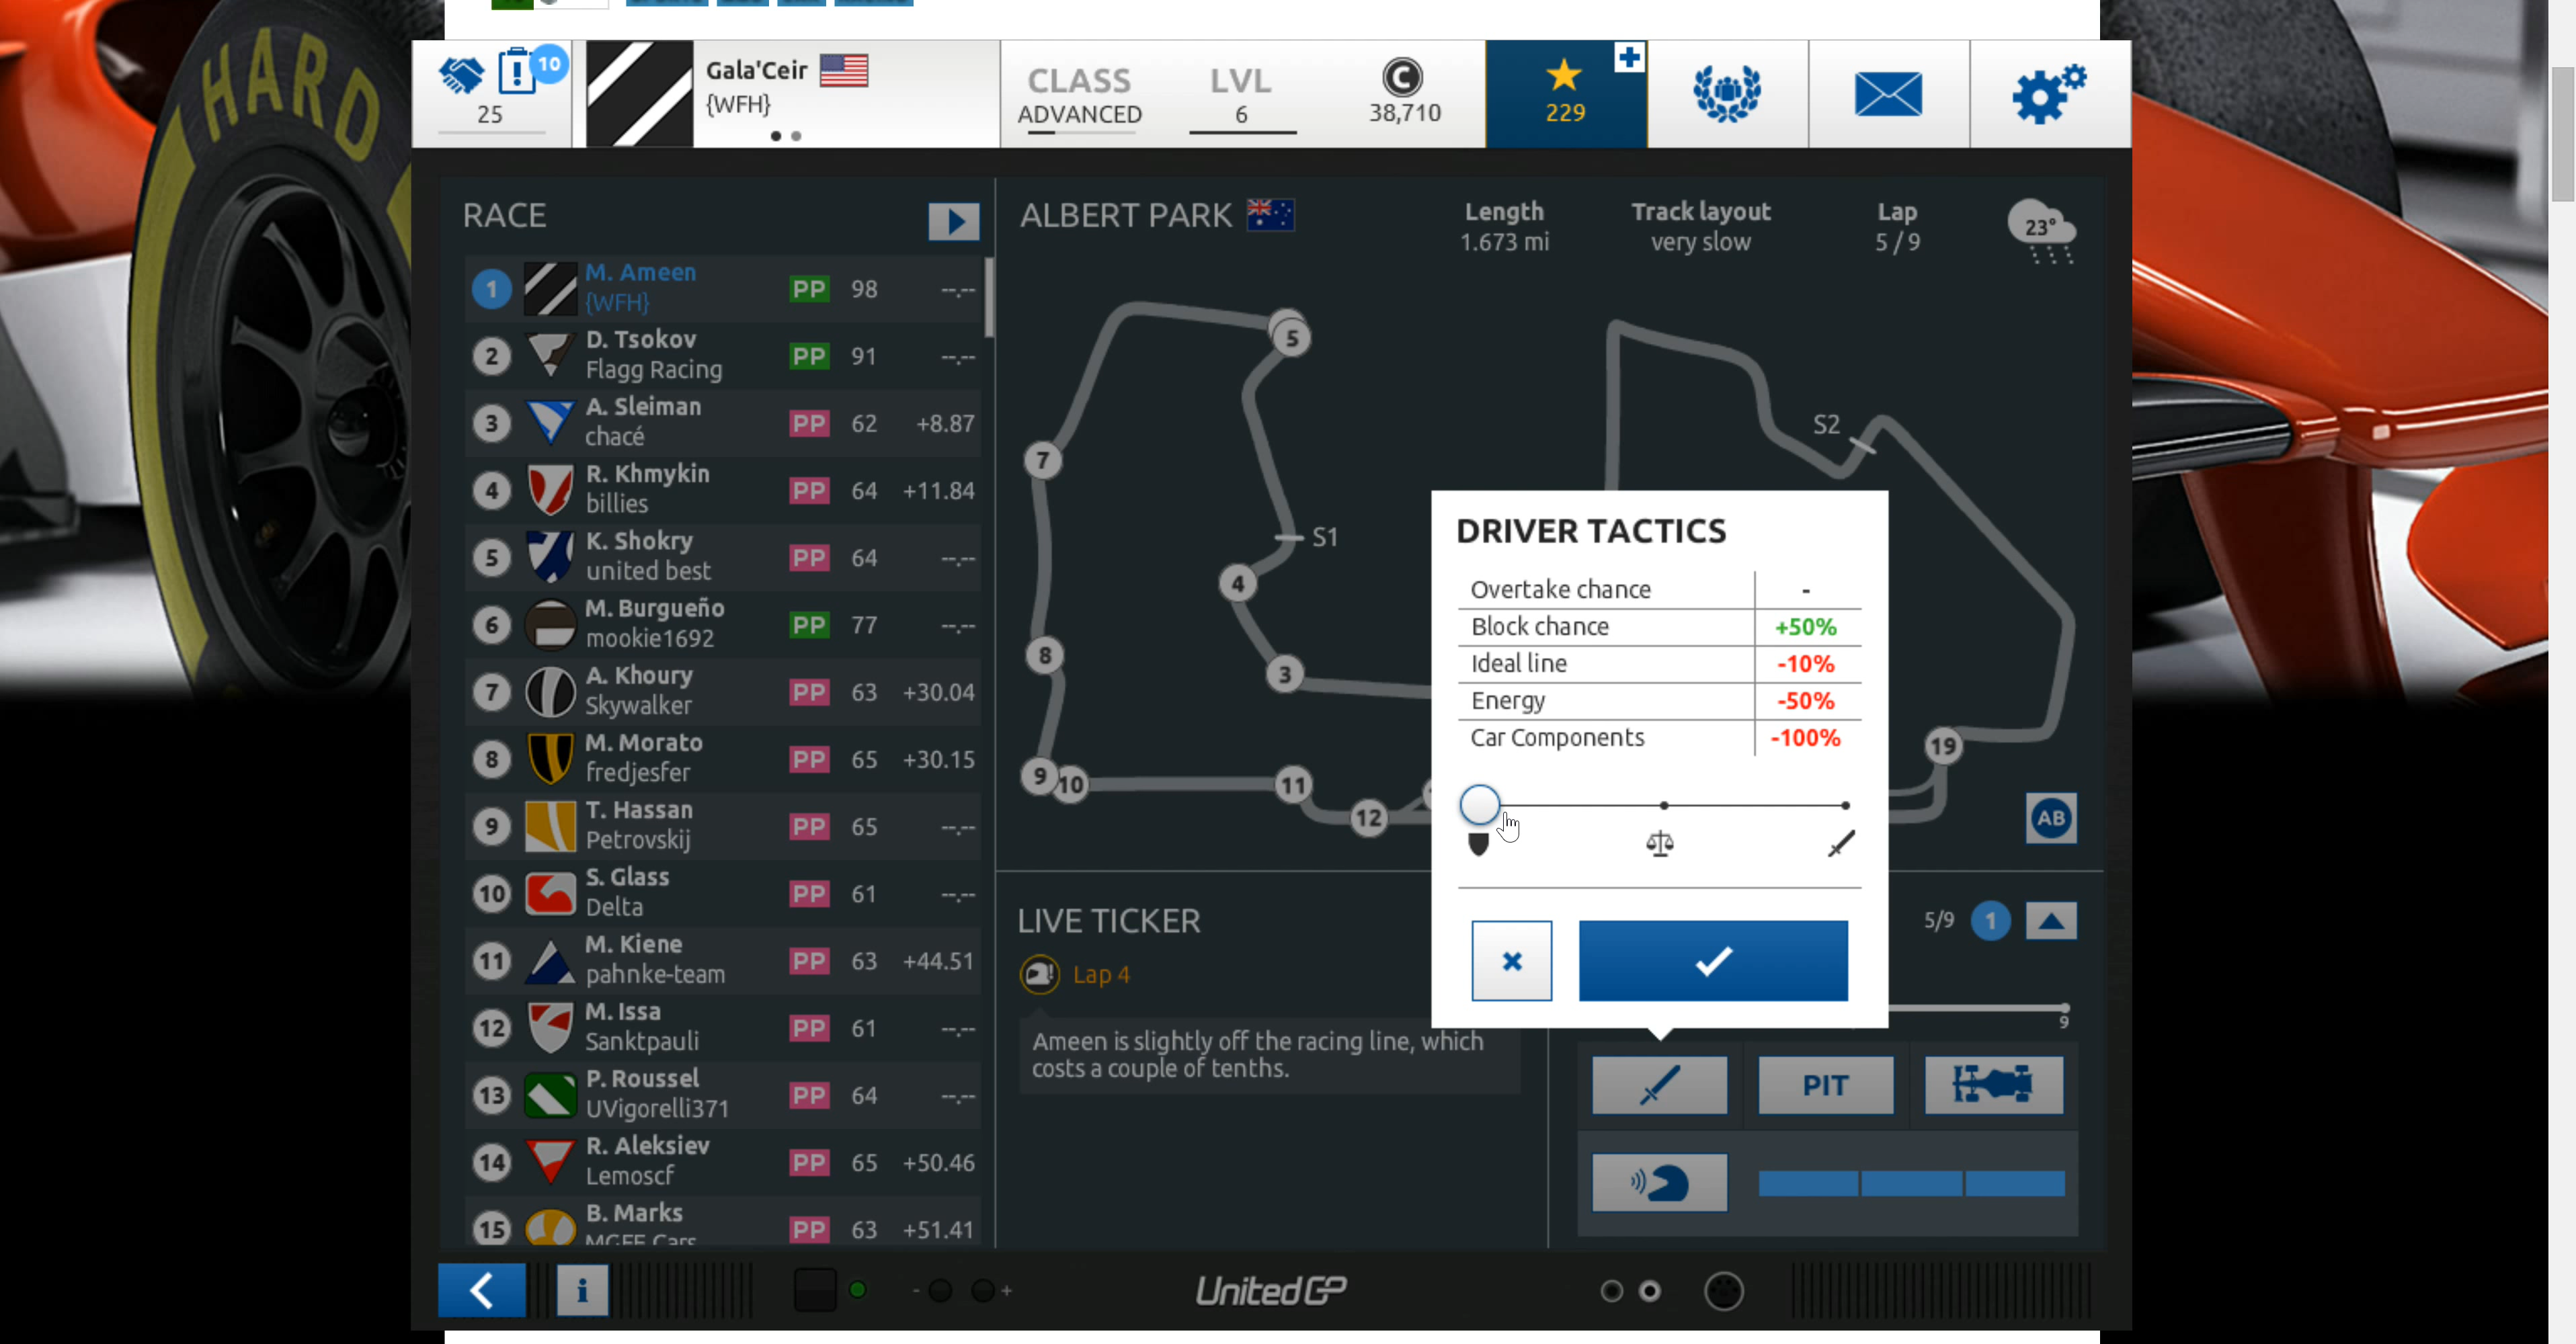 HARD
10
25
Gala'Ceir
{WFH}
CLASS
ADVANCED
LVL
6
C
38,710
229
RACE
1 M. Ameen PP 98 --.--
{WFH}
2 D. Tsokov PP 91 --.--
Flagg Racing
3 A. Sleiman PP 62 +8.87
chacé
4 R. Khmykin PP 64 +11.84
billies
5 K. Shokry PP 64 --.--
united best
6 M. Burgueño PP 77 --.--
mookie1692
7 A. Khoury PP 63 +30.04
Skywalker
8 M. Morato PP 65 +30.15
fredjesfer
9 T. Hassan PP 65 --.--
Petrovskij
10 S. Glass PP 61 --.--
Delta
11 M. Kiene PP 63 +44.51
pahnke-team
12 M. Issa PP 61 --.--
Sanktpauli
13 P. Roussel PP 64 --.--
UVigorelli371
14 R. Aleksiev PP 65 +50.46
Lemoscf
15 B. Marks PP 63 +51.41
ALBERT PARK
Length
1.673 mi
Track layout
very slow
Lap
5 / 9
23°
5
7
S1
S2
4
8
3
9
10
11
12
19
AB
DRIVER TACTICS
Overtake chance -
Block chance +50%
Ideal line -10%
Energy -50%
Car Components -100%
LIVE TICKER
Lap 4
Ameen is slightly off the racing line, which
costs a couple of tenths.
5/9 1
9
PIT
i
- +
United GP